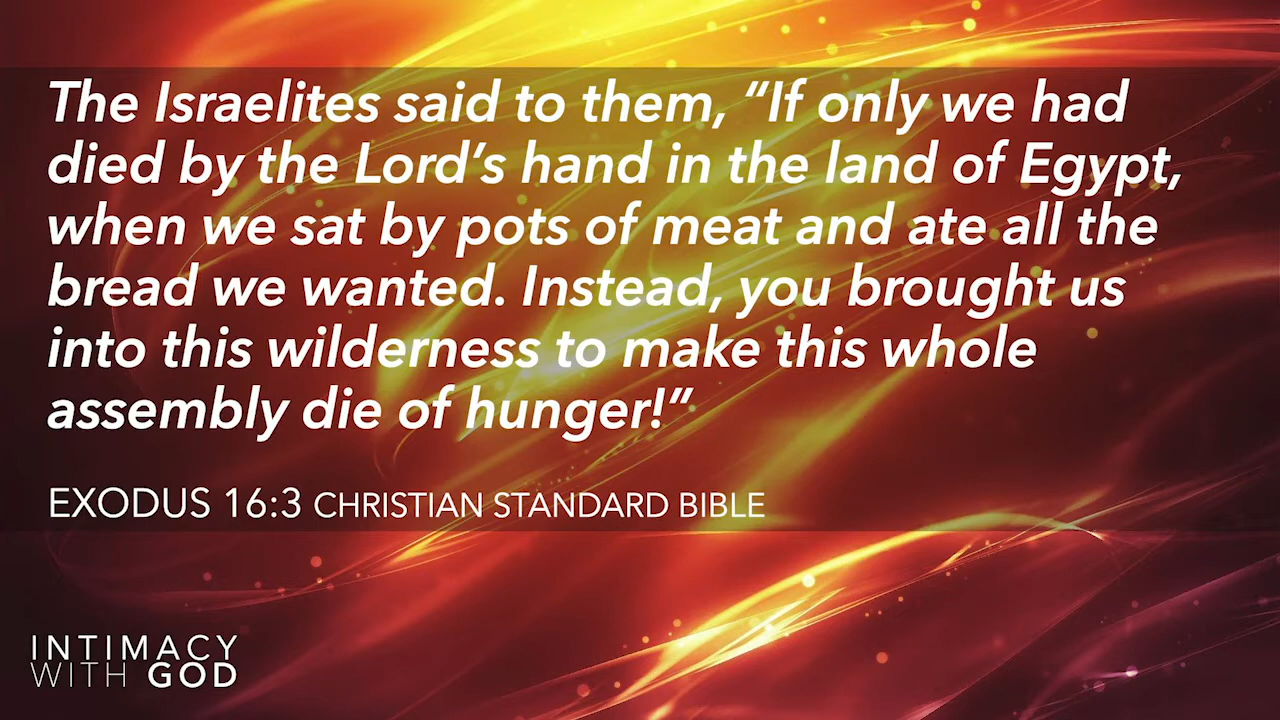 The Israelites said to them, “If only we had
died by the Lord’s hand in the land of Egypt,
when we sat by pots of meat and ate all the
bread we wanted. Instead, you brought us
into this wilderness to make this whole
assembly die of hunger!”
EXODUS 16:3 CHRISTIAN STANDARD BIBLE
INTIMACY
WITH GOD